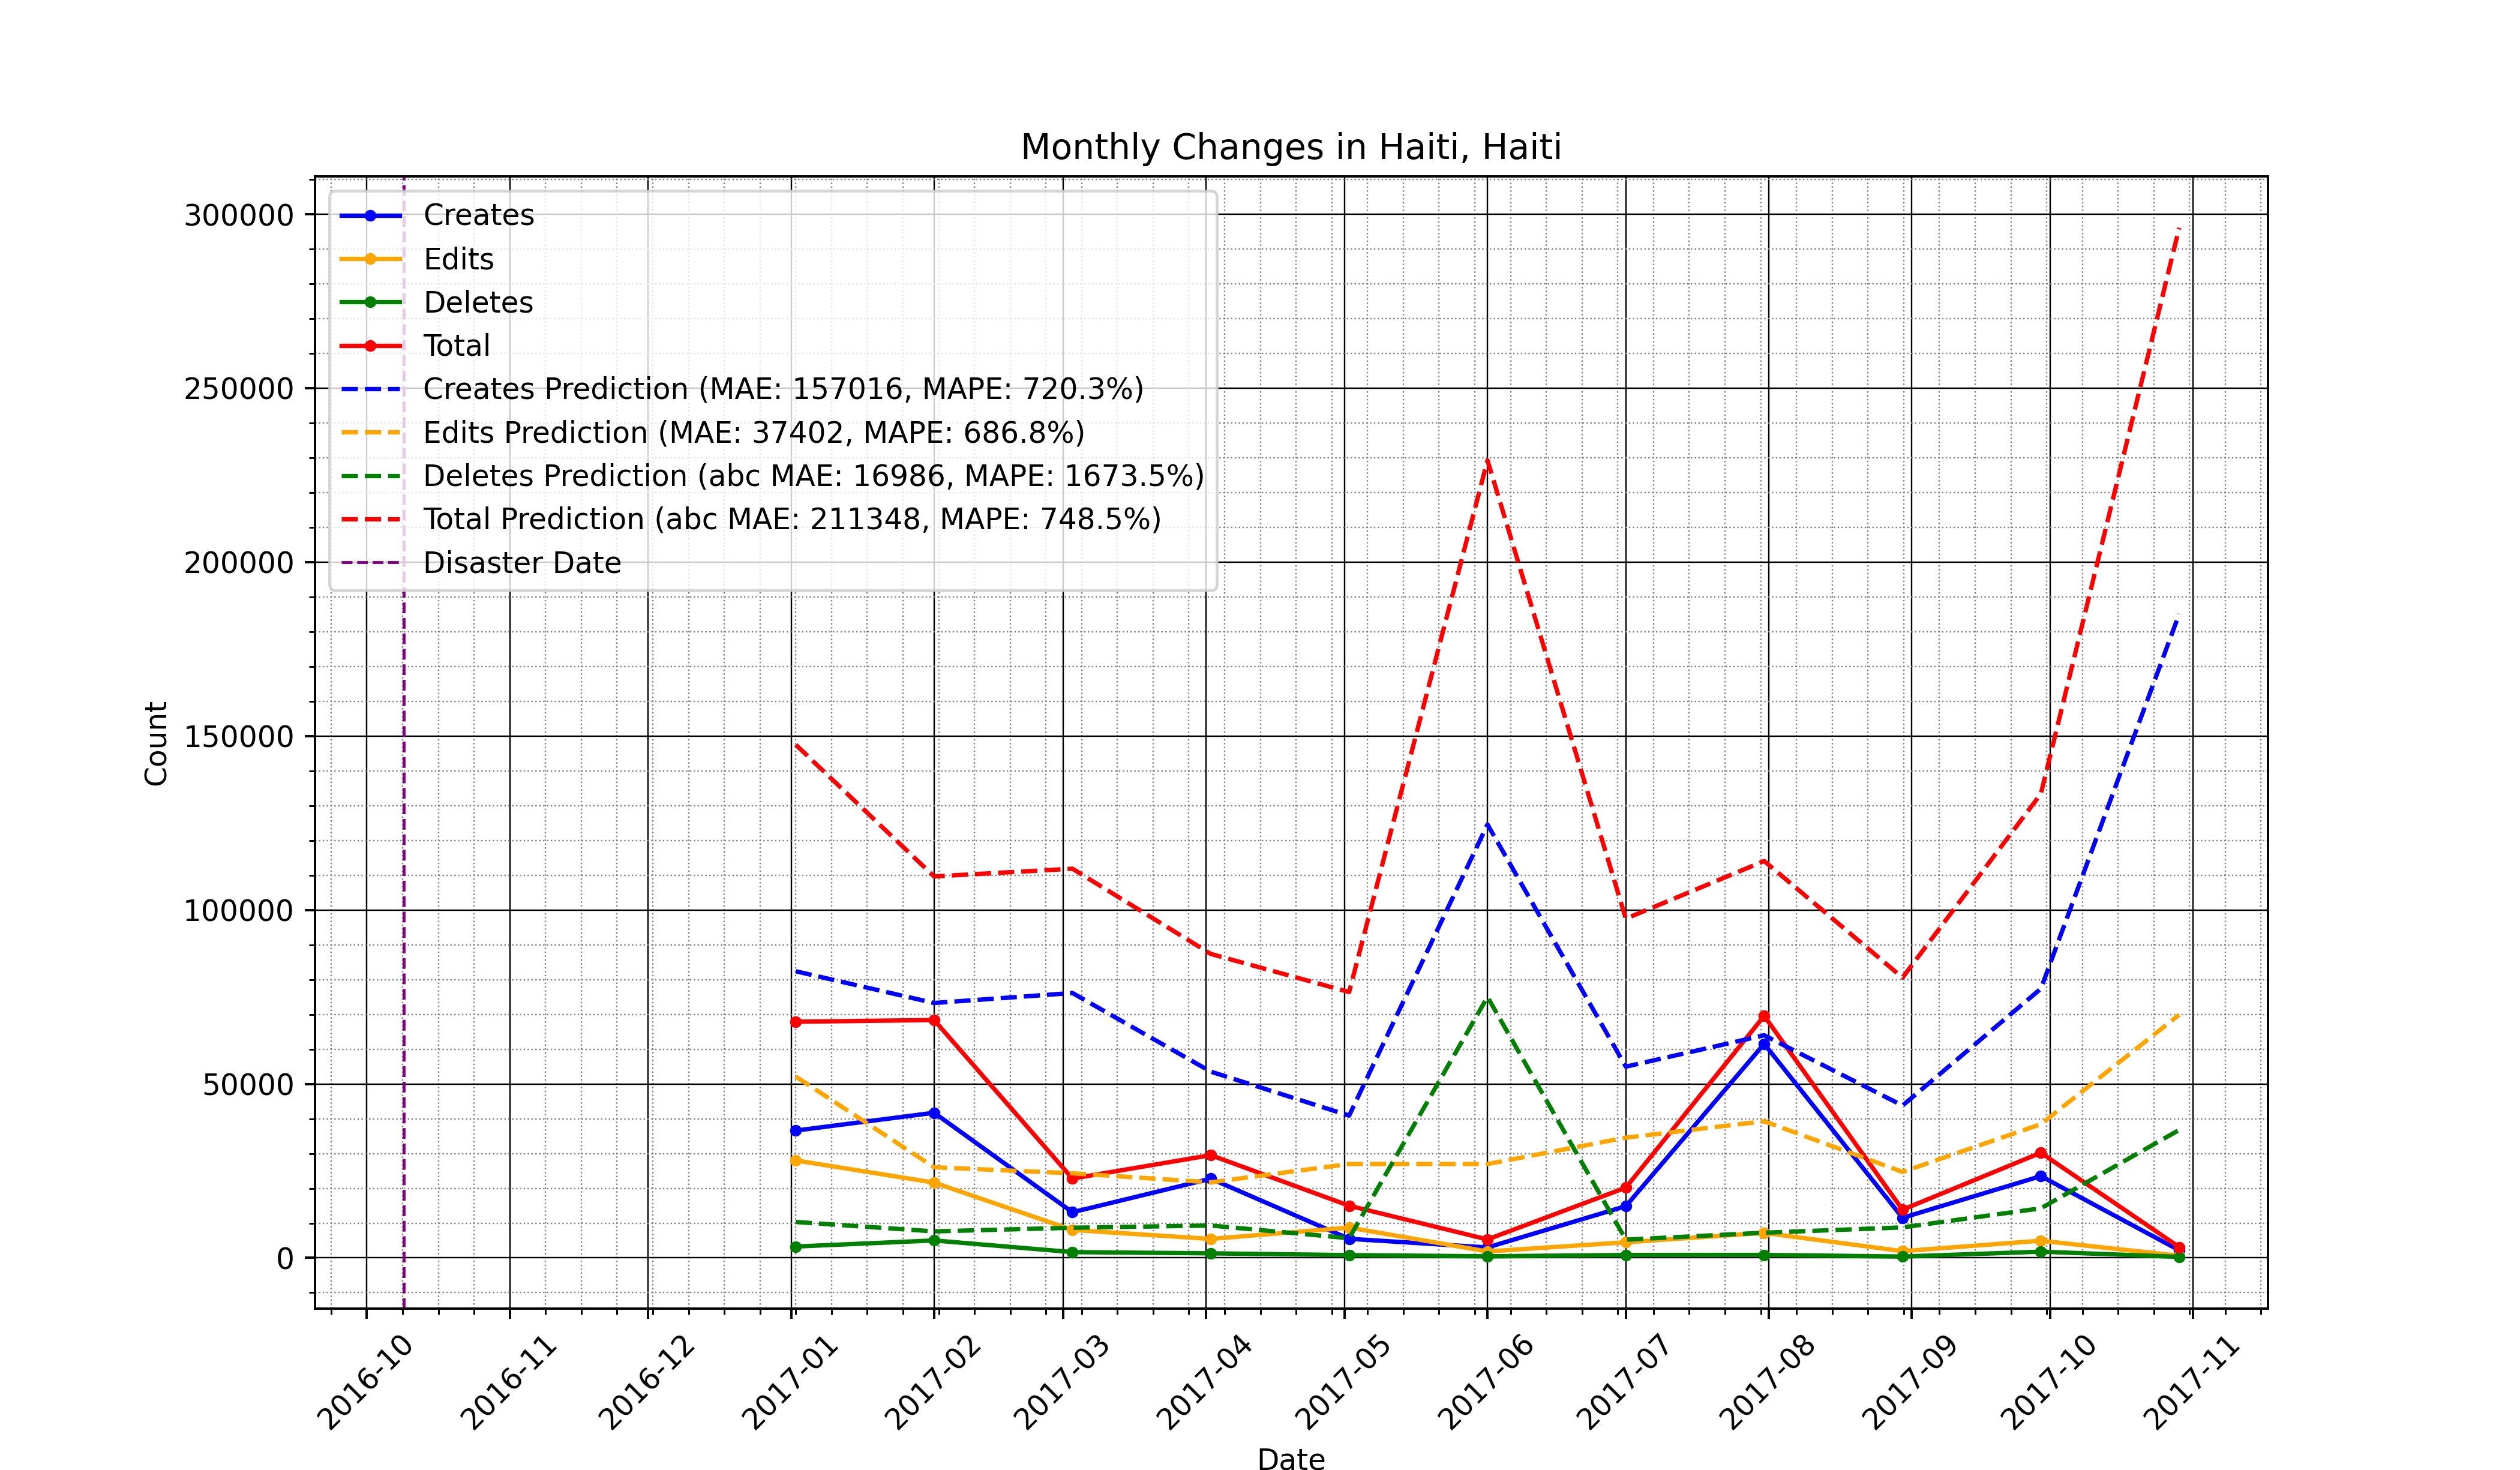 Monthly Changes in Haiti, Haiti
300000
250000
200000
150000
100000
50000
0
Count
Creates
Edits
Deletes
Total
Creates Prediction (MAE: 157016, MAPE: 720.3%)
Edits Prediction (MAE: 37402, MAPE: 686.8%)
Deletes Prediction (abc MAE: 16986, MAPE: 1673.5%)
Total Prediction (abc MAE: 211348, MAPE: 748.5%)
Disaster Date
2016-10
2016-11
2016-12
2017-01
2017-02
2017-03
2017-04
2017-05
2017-06
2017-07
2017-08
2017-09
2017-10
2017-11
Date